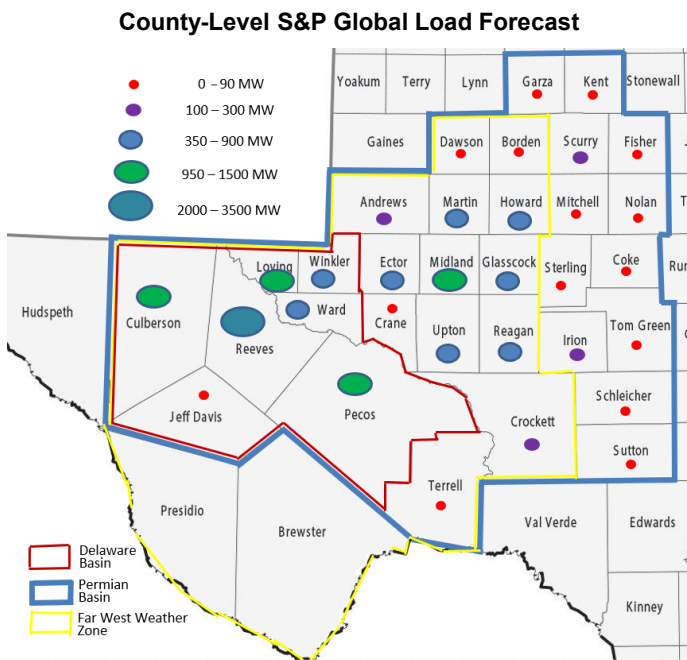 County-Level S&P Global Load Forecast
0 – 90 MW
100 – 300 MW
350 – 900 MW
950 – 1500 MW
2000 – 3500 MW
Yoakum Terry Lynn Garza Kent Stonewall
Gaines Dawson Borden Scurry Fisher
Andrews Martin Howard Mitchell Nolan
Loving Winkler Ector Midland Glasscock Sterling Coke Run
Hudspeth Culberson Ward Crane Upton Reagan Irion Tom Green
Reeves
Jeff Davis Pecos Crockett Schleicher
Sutton
Terrell
Presidio Brewster Val Verde Edwards
Kinney
Delaware
Basin
Permian
Basin
Far West Weather
Zone